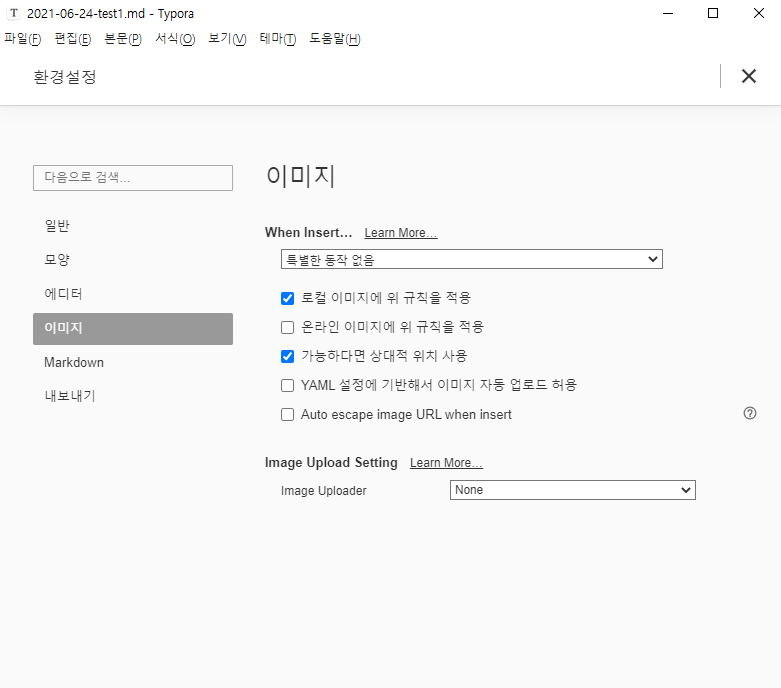 T 2021-06-24-test1.md - Typora
파일(F) 편집(E) 본문(P) 서식(O) 보기(V) 테마(T) 도움말(H)
환경설정
다음으로 검색...
이미지
일반
When Insert... Learn More...
모양
특별한 동작 없음
에디터
로컬 이미지에 위 규칙을 적용
이미지
온라인 이미지에 위 규칙을 적용
Markdown
가능하다면 상대적 위치 사용
내보내기
YAML 설정에 기반해서 이미지 자동 업로드 허용
Auto escape image URL when insert
Image Upload Setting Learn More...
Image Uploader None